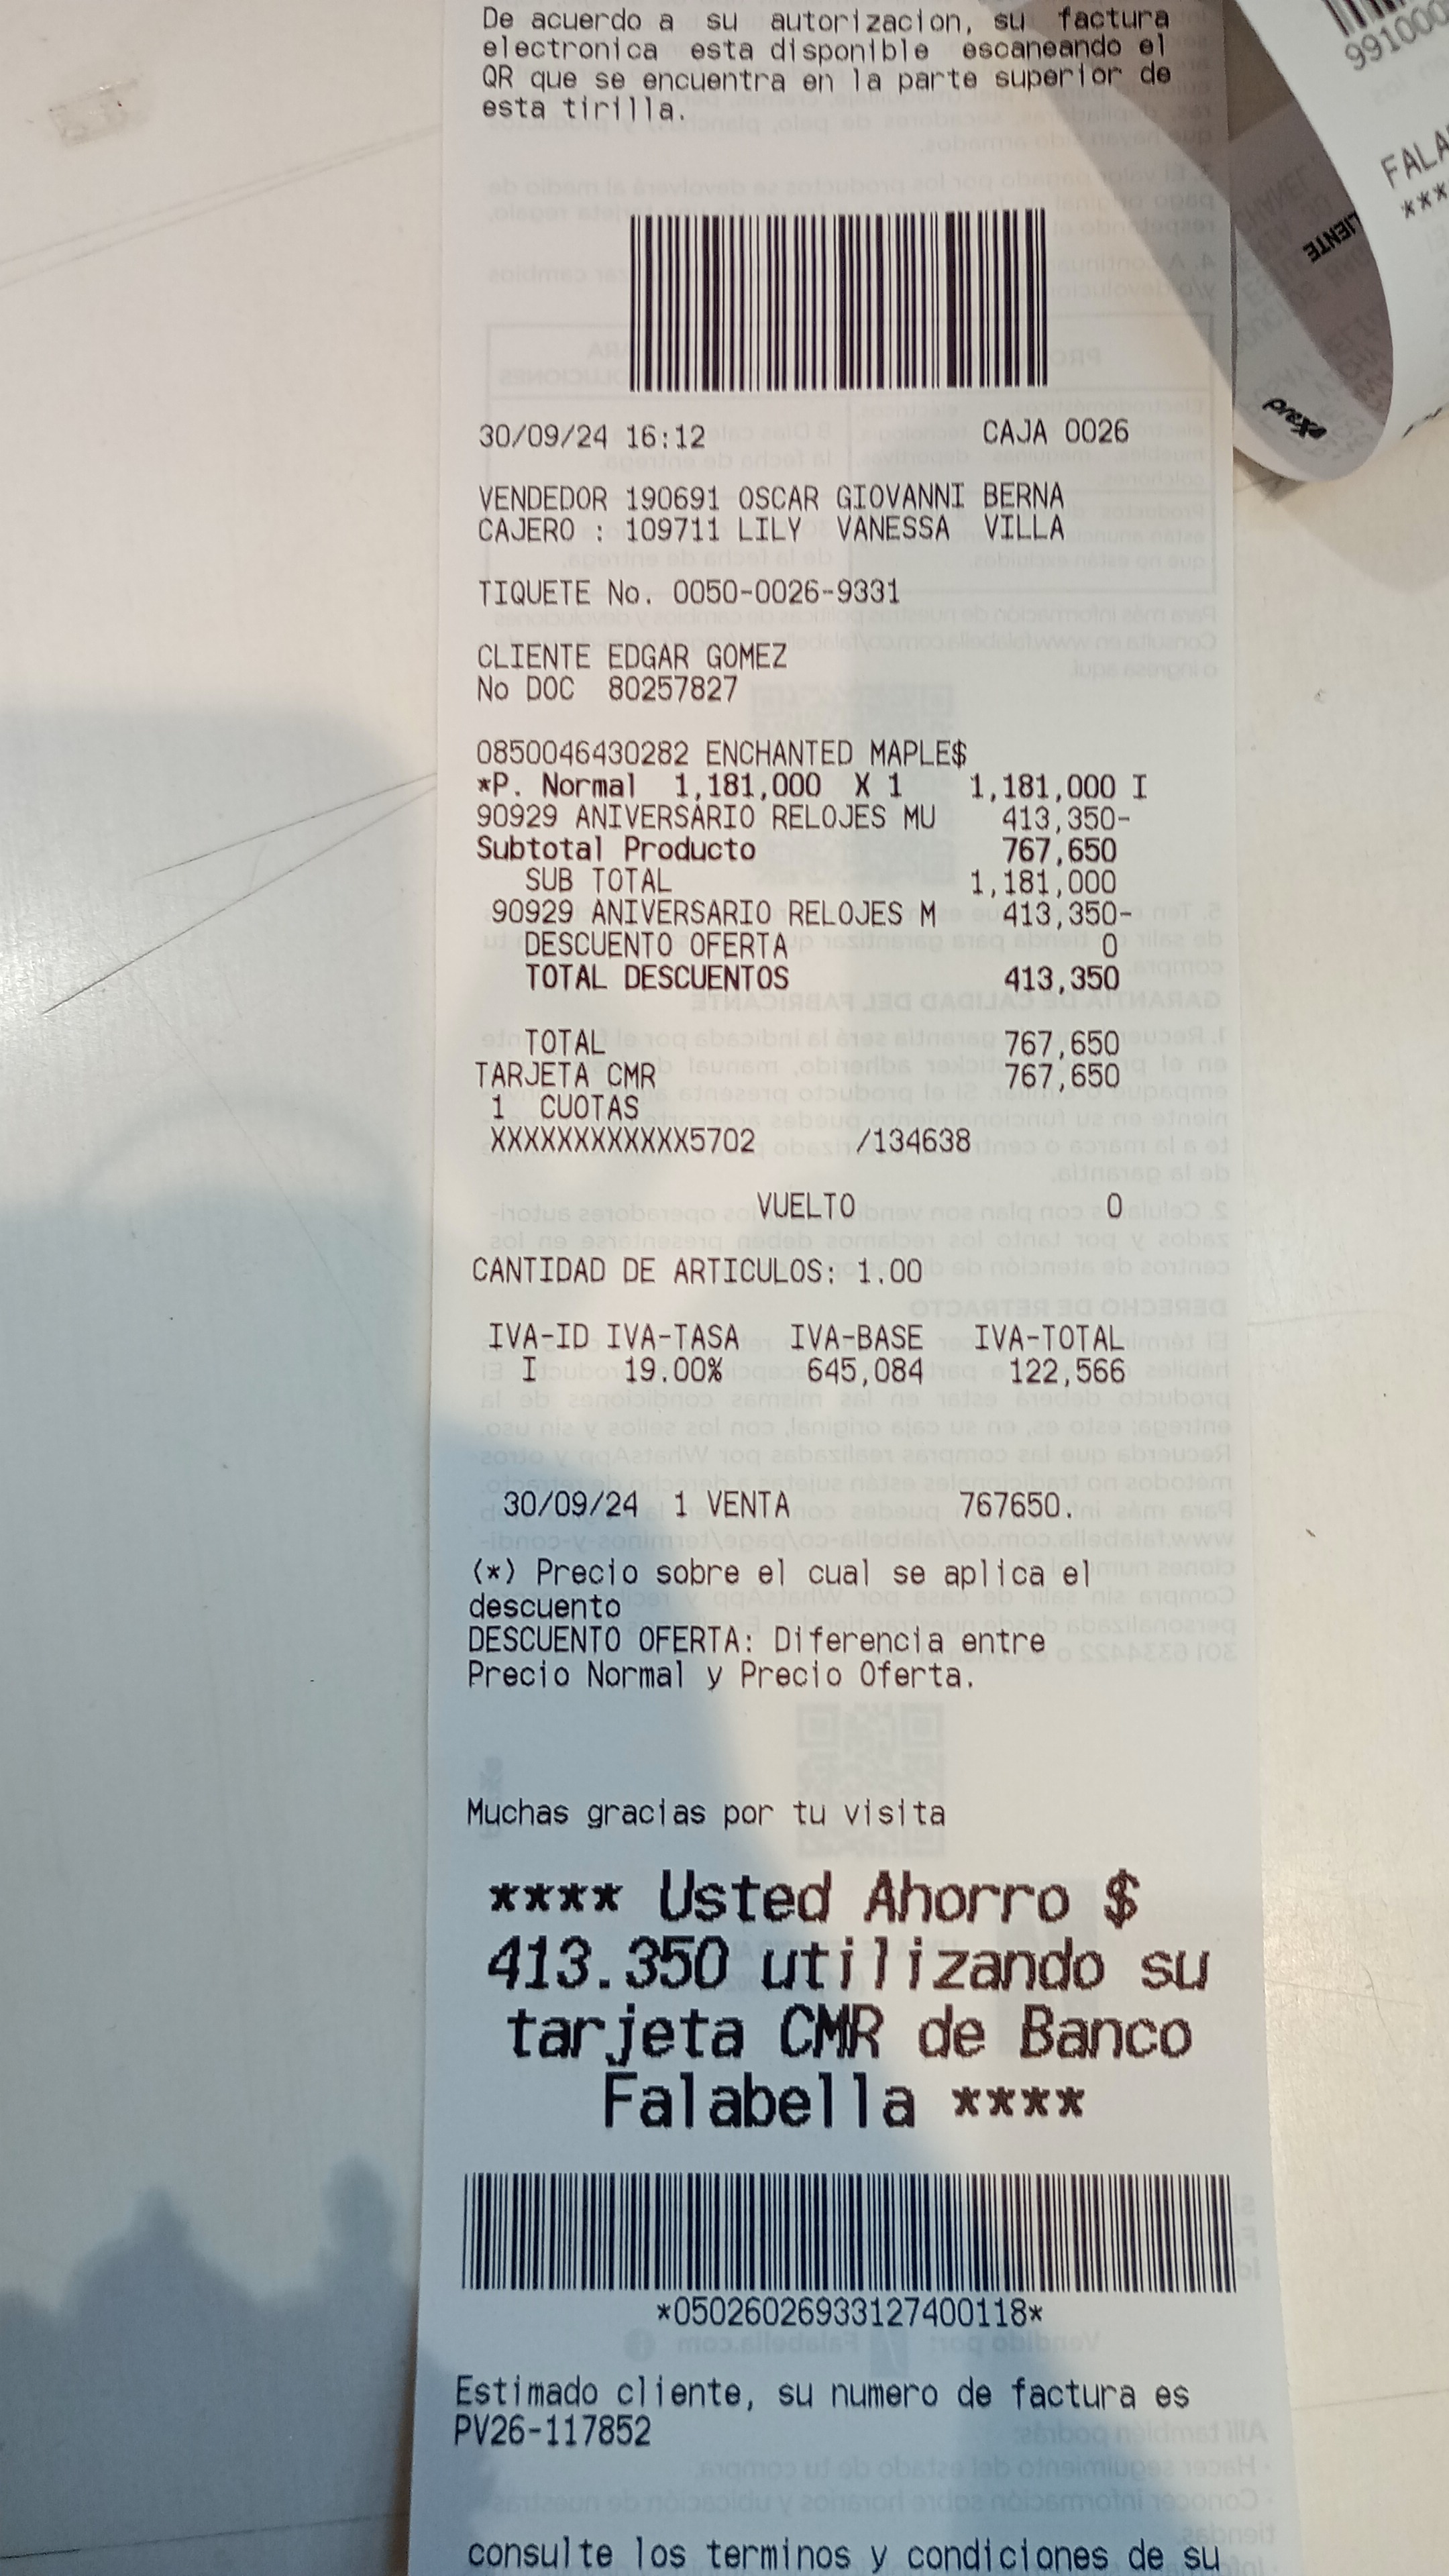 De acuerdo a su autorizacion, su factura
electronica esta disponible escaneando el
QR que se encuentra en la parte superior de
esta tirilla.
30/09/24 16:12 CAJA 0026
VENDEDOR 190691 OSCAR GIOVANNI BERNA
CAJERO : 109711 LILY VANESSA VILLA
TIQUETE No. 0050-0026-9331
CLIENTE EDGAR GOMEZ
No DOC 80257827
0850046430282 ENCHANTED MAPLE$
*P. Normal 1,181,000 X 1 1,181,000 I
90929 ANIVERSARIO RELOJES MU 413,350-
Subtotal Producto 767,650
SUB TOTAL 1,181,000
90929 ANIVERSARIO RELOJES M 413,350-
DESCUENTO OFERTA 0
TOTAL DESCUENTOS 413,350
TOTAL 767,650
TARJETA CMR 767,650
1 CUOTAS
XXXXXXXXXXXX5702 /134638
VUELTO 0
CANTIDAD DE ARTICULOS: 1.00
IVA-ID IVA-TASA IVA-BASE IVA-TOTAL
I 19.00% 645,084 122,566
30/09/24 1 VENTA 767650.
(*) Precio sobre el cual se aplica el
descuento
DESCUENTO OFERTA: Diferencia entre
Precio Normal y Precio Oferta.
Muchas gracias por tu visita
**** Usted Ahorro $
413.350 utilizando su
tarjeta CMR de Banco
Falabella ****
*05026026933127400118*
Estimado cliente, su numero de factura es
PV26-117852
consulte los terminos y condiciones de su